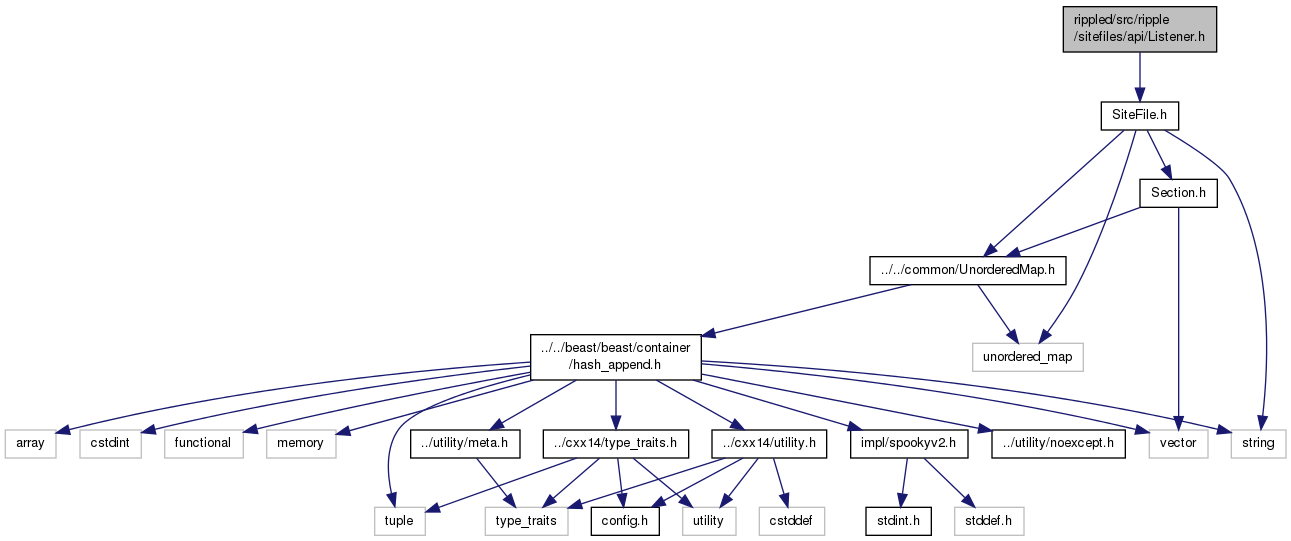 rippled/src/ripple
/sitefiles/api/Listener.h
SiteFile.h
Section.h
../../common/UnorderedMap.h
../../beast/beast/container
/hash_append.h
unordered_map
array
cstdint
functional
memory
../utility/meta.h
../cxx14/type_traits.h
../cxx14/utility.h
impl/spookyv2.h
../utility/noexcept.h
vector
string
tuple
type_traits
config.h
utility
cstddef
stdint.h
stddef.h